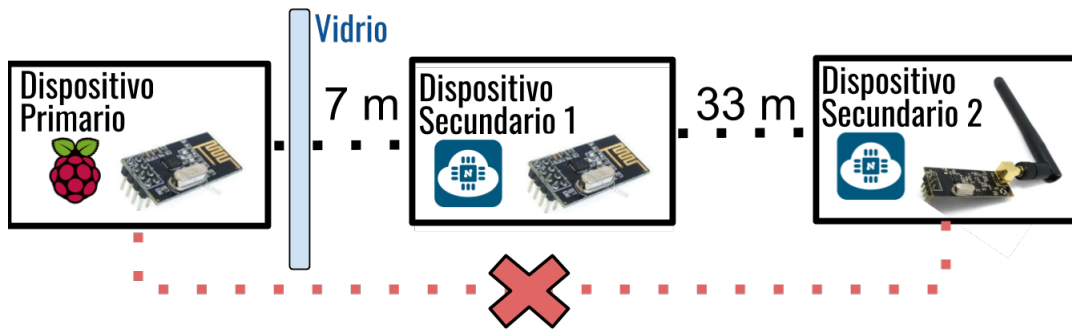 Vidrio
Dispositivo
Primario
7 m
Dispositivo
Secundario 1
N
33 m
Dispositivo
Secundario 2
N